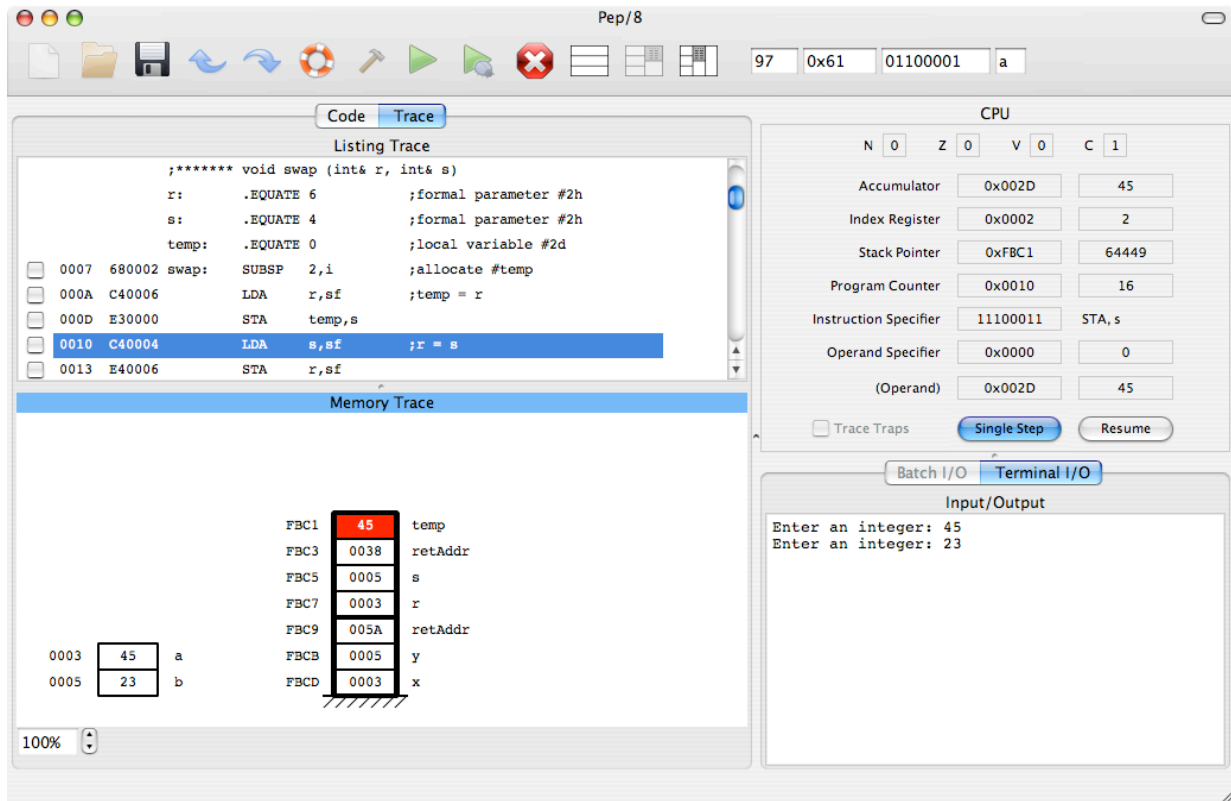 Pep/8
97 0x61 01100001 a
Code Trace
Listing Trace
;******* void swap (int& r, int& s)
r: .EQUATE 6 ;formal parameter #2h
s: .EQUATE 4 ;formal parameter #2h
temp: .EQUATE 0 ;local variable #2d
0007 680002 swap: SUBSP 2,i ;allocate #temp
000A C40006 LDA r,sf ;temp = r
000D E30000 STA temp,s
0010 C40004 LDA s,sf ;r = s
0013 E40006 STA r,sf
Memory Trace
FBC1 45 temp
FBC3 0038 retAddr
FBC5 0005 s
FBC7 0003 r
FBC9 005A retAddr
0003 45 a FBCB 0005 y
0005 23 b FBCD 0003 x
100%
CPU
N 0 Z 0 V 0 C 1
Accumulator 0x002D 45
Index Register 0x0002 2
Stack Pointer 0xFBC1 64449
Program Counter 0x0010 16
Instruction Specifier 11100011 STA, s
Operand Specifier 0x0000 0
(Operand) 0x002D 45
Trace Traps Single Step Resume
Batch I/O Terminal I/O
Input/Output
Enter an integer: 45
Enter an integer: 23